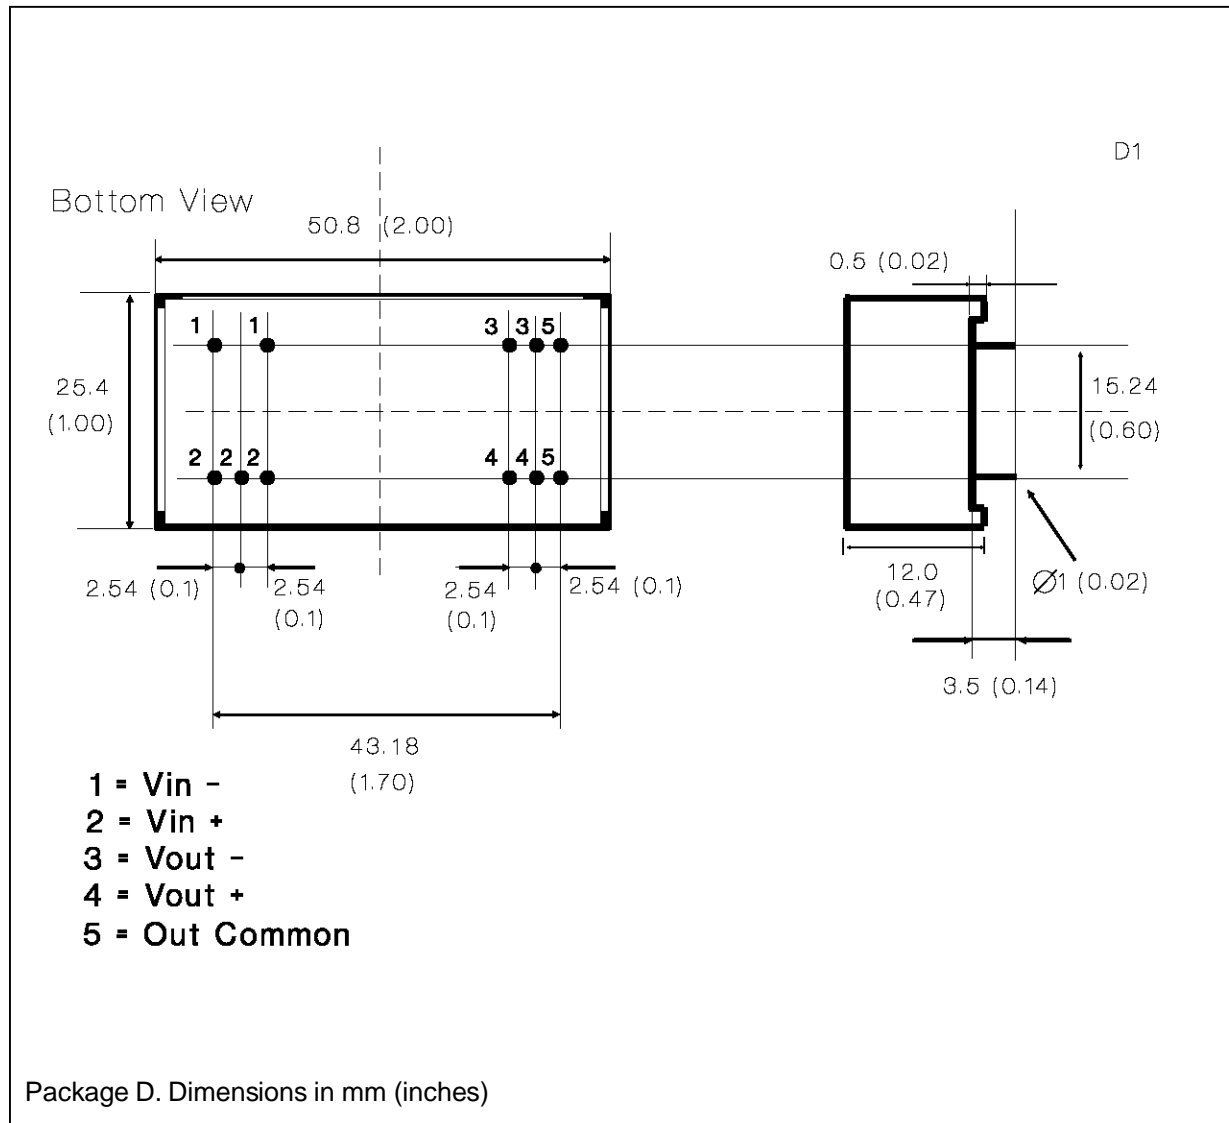 D1
Bottom View
50.8 (2.00)
0.5 (0.02)
1 1 3 3 5
25.4
(1.00)
15.24
(0.60)
2 2 2 4 4 5
2.54 (0.1)
2.54
(0.1)
2.54
(0.1)
2.54 (0.1)
12.0
(0.47)
Ø1 (0.02)
3.5 (0.14)
43.18
(1.70)
1 = Vin -
2 = Vin +
3 = Vout -
4 = Vout +
5 = Out Common
Package D. Dimensions in mm (inches)